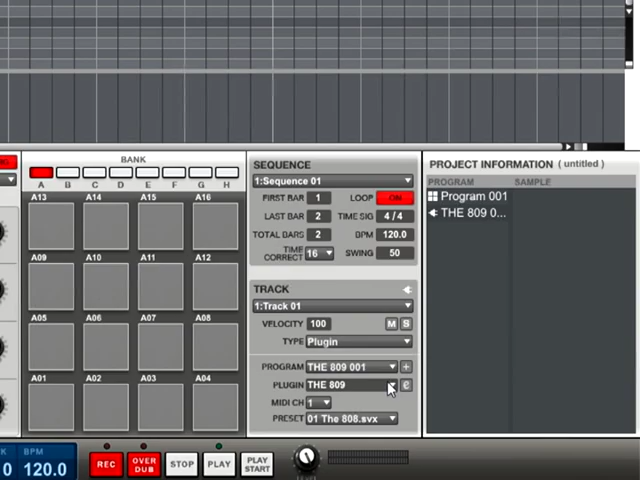 BANK
A B C D E F G H
A13 A14 A15 A16
A09 A10 A11 A12
A05 A06 A07 A08
A01 A02 A03 A04
SEQUENCE
1:Sequence 01
FIRST BAR 1 LOOP ON
LAST BAR 2 TIME SIG 4 / 4
TOTAL BARS 2 BPM 120.0
TIME CORRECT 16 SWING 50
TRACK
1:Track 01
VELOCITY 100 M S
TYPE Plugin
PROGRAM THE 809 001 +
PLUGIN THE 809 e
MIDI CH 1
PRESET 01 The 808.svx
PROJECT INFORMATION ( untitled )
PROGRAM SAMPLE
Program 001
THE 809 0...
K BPM
0 120.0
REC
OVER DUB
STOP
PLAY
PLAY START